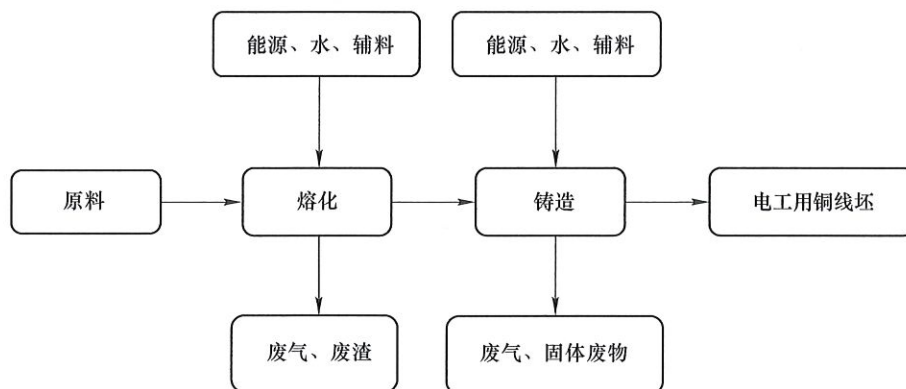 能源、水、辅料
能源、水、辅料
原料
熔化
铸造
电工用铜线坯
废气、废渣
废气、固体废物